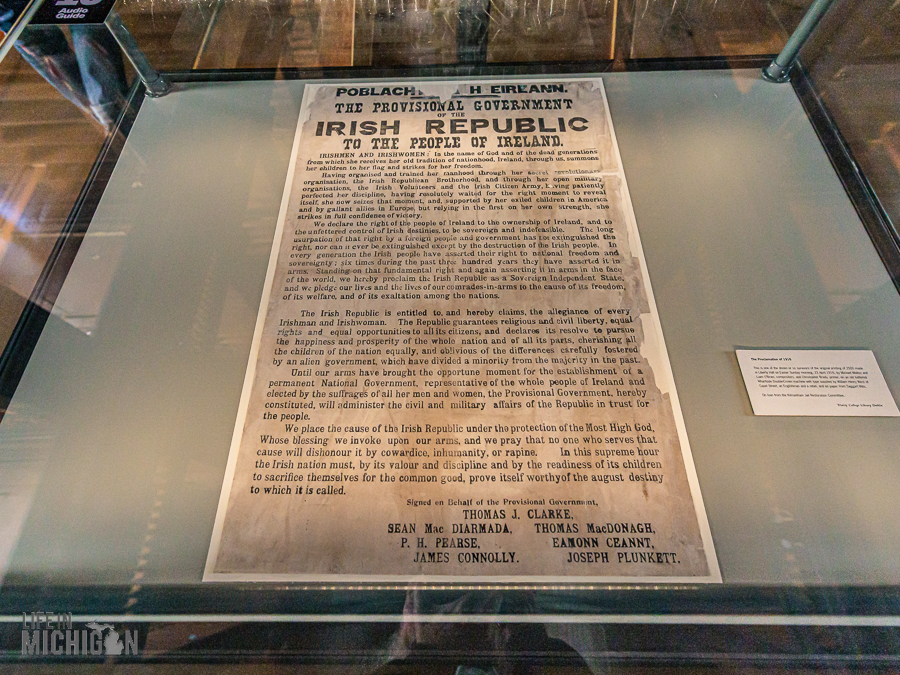 Audio
Guide
POBLACH H EIREANN.
THE PROVISIONAL GOVERNMENT
OF THE
IRISH REPUBLIC
TO THE PEOPLE OF IRELAND.
IRISHMEN AND IRISHWOMEN: In the name of God and of the dead generations
from which she receives her old tradition of nationhood, Ireland, through us, summons
her children to her flag and strikes for her freedom.
Having organised and trained her manhood through her secret revolutionary
organisation, the Irish Republican Brotherhood, and through her open military
organisations, the Irish Volunteers and the Irish Citizen Army, having patiently
perfected her discipline, having resolutely waited for the right moment to reveal
itself, she now seizes that moment, and, supported by her exiled children in America
and by gallant allies in Europe, but relying in the first on her own strength, she
strikes in full confidence of victory.
We declare the right of the people of Ireland to the ownership of Ireland, and to
the unfettered control of Irish destinies, to be sovereign and indefeasible. The long
usurpation of that right by a foreign people and government has not extinguished the
right, nor can it ever be extinguished except by the destruction of the Irish people. In
every generation the Irish people have asserted their right to national freedom and
sovereignty; six times during the past three hundred years they have asserted it in
arms. Standing on that fundamental right and again asserting it in arms in the face
of the world, we hereby proclaim the Irish Republic as a Sovereign Independent State,
and we pledge our lives and the lives of our comrades-in-arms to the cause of its freedom,
of its welfare, and of its exaltation among the nations.
The Irish Republic is entitled to, and hereby claims, the allegiance of every
Irishman and Irishwoman. The Republic guarantees religious and civil liberty, equal
rights and equal opportunities to all its citizens, and declares its resolve to pursue
the happiness and prosperity of the whole nation and of all its parts, cherishing all
the children of the nation equally, and oblivious of the differences carefully fostered
by an alien government, which have divided a minority from the majority in the past.
Until our arms have brought the opportune moment for the establishment of a
permanent National Government, representative of the whole people of Ireland and
elected by the suffrages of all her men and women, the Provisional Government, hereby
constituted, will administer the civil and military affairs of the Republic in trust for
the people.
We place the cause of the Irish Republic under the protection of the Most High God,
Whose blessing we invoke upon our arms, and we pray that no one who serves that
cause will dishonour it by cowardice, inhumanity, or rapine. In this supreme hour
the Irish nation must, by its valour and discipline and by the readiness of its children
to sacrifice themselves for the common good, prove itself worthy of the august destiny
to which it is called.
Signed on Behalf of the Provisional Government,
THOMAS J. CLARKE,
SEAN Mac DIARMADA, THOMAS MacDONAGH,
P. H. PEARSE, EAMONN CEANNT,
JAMES CONNOLLY. JOSEPH PLUNKETT.
The Proclamation of 1916
LIFE IN
MICHIGAN